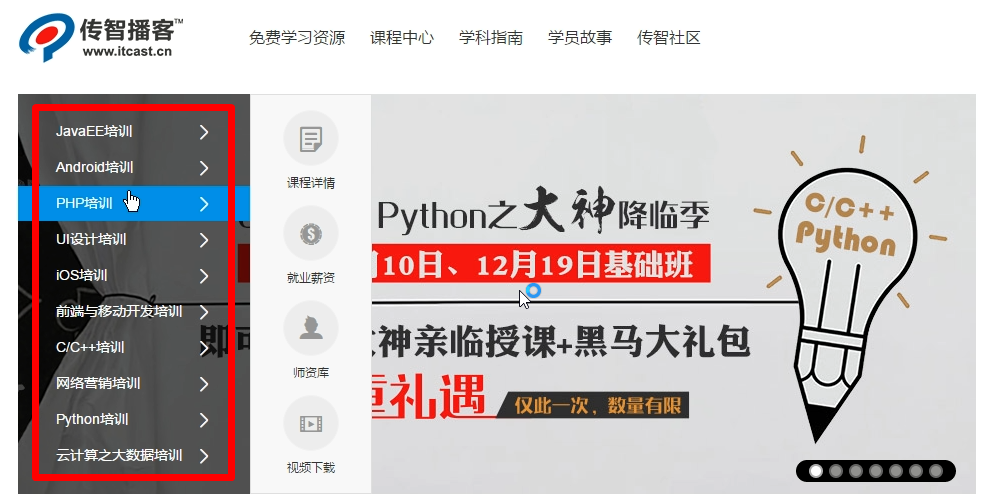 传智播客™
www.itcast.cn
免费学习资源 课程中心 学科指南 学员故事 传智社区
JavaEE培训
Android培训
PHP培训
UI设计培训
iOS培训
前端与移动开发培训
C/C++培训
网络营销培训
Python培训
云计算之大数据培训
课程详情
就业薪资
师资库
视频下载
Python之大神降临季
月10日、12月19日基础班
即可
大神亲临授课+黑马大礼包
重礼遇
仅此一次，数量有限
C/C++
Python